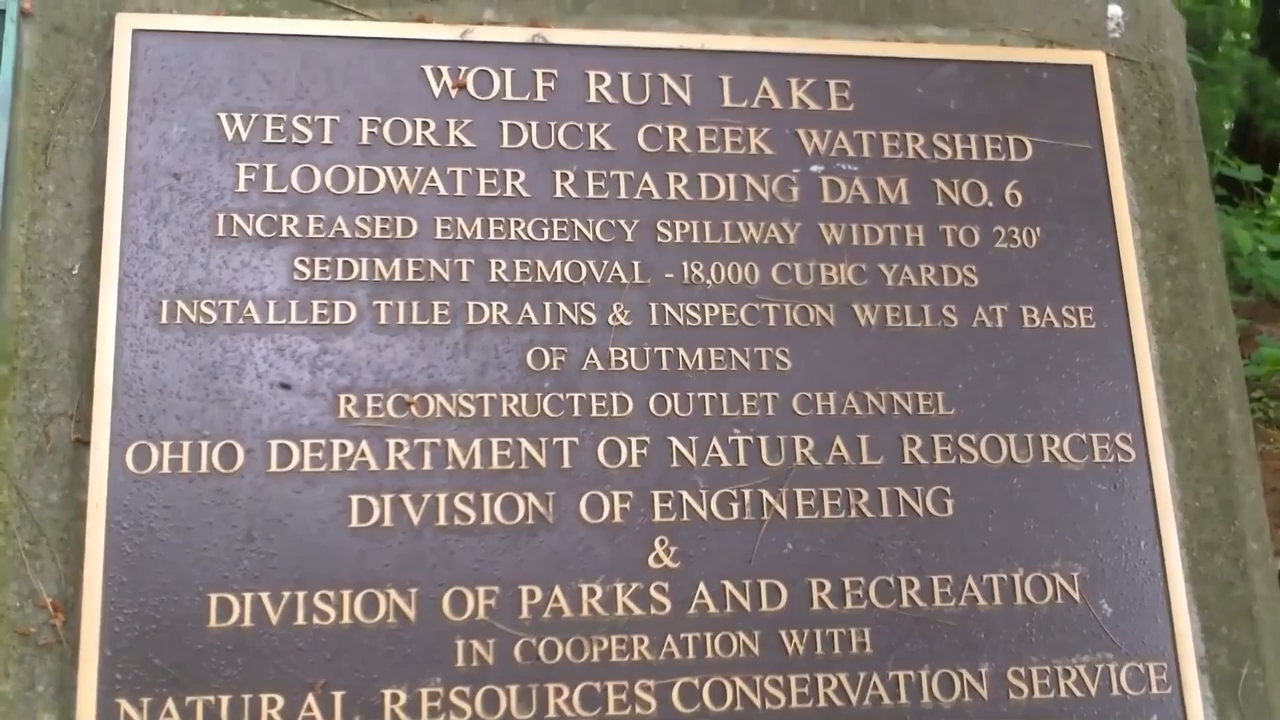 WOLF RUN LAKE
WEST FORK DUCK CREEK WATERSHED
FLOODWATER RETARDING DAM NO. 6
INCREASED EMERGENCY SPILLWAY WIDTH TO 230'
SEDIMENT REMOVAL - 18,000 CUBIC YARDS
INSTALLED TILE DRAINS & INSPECTION WELLS AT BASE
OF ABUTMENTS
RECONSTRUCTED OUTLET CHANNEL
OHIO DEPARTMENT OF NATURAL RESOURCES
DIVISION OF ENGINEERING
&
DIVISION OF PARKS AND RECREATION
IN COOPERATION WITH
NATURAL RESOURCES CONSERVATION SERVICE